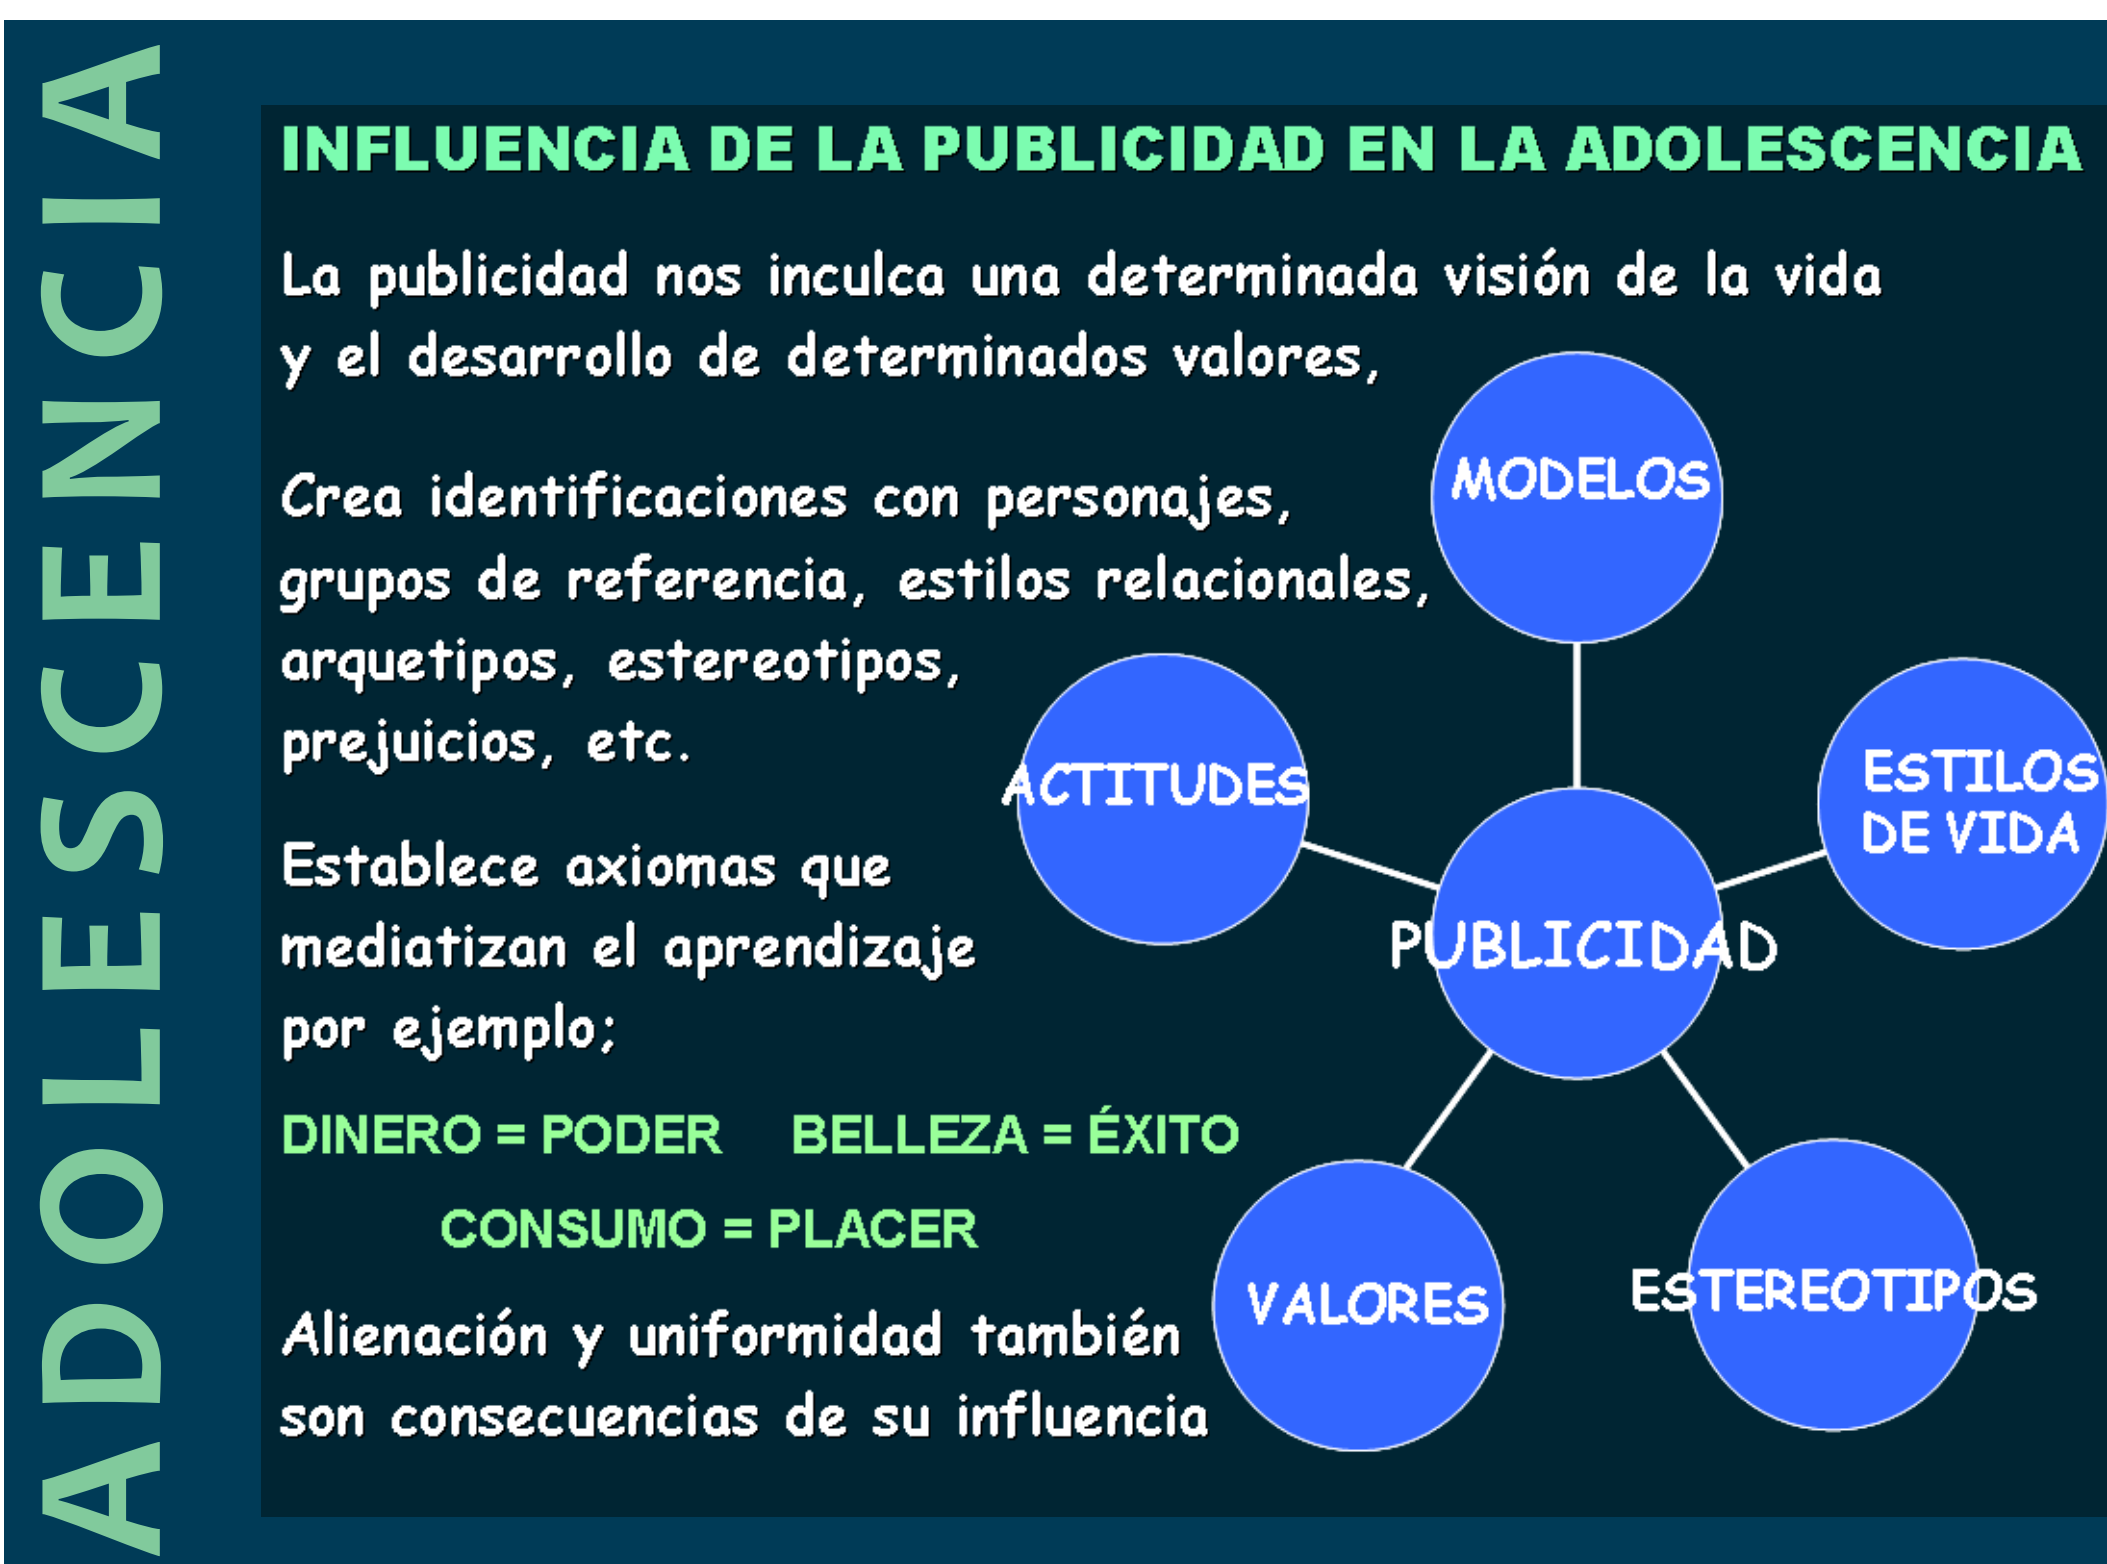 ADOLESCENCIA
INFLUENCIA DE LA PUBLICIDAD EN LA ADOLESCENCIA
La publicidad nos inculca una determinada visión de la vida
y el desarrollo de determinados valores,
Crea identificaciones con personajes,
grupos de referencia, estilos relacionales,
arquetipos, estereotipos,
prejuicios, etc.
Establece axiomas que
mediatizan el aprendizaje
por ejemplo;
DINERO = PODER BELLEZA = ÉXITO
CONSUMO = PLACER
Alienación y uniformidad también
son consecuencias de su influencia
MODELOS
ACTITUDES
ESTILOS
DE VIDA
PUBLICIDAD
VALORES
ESTEREOTIPOS